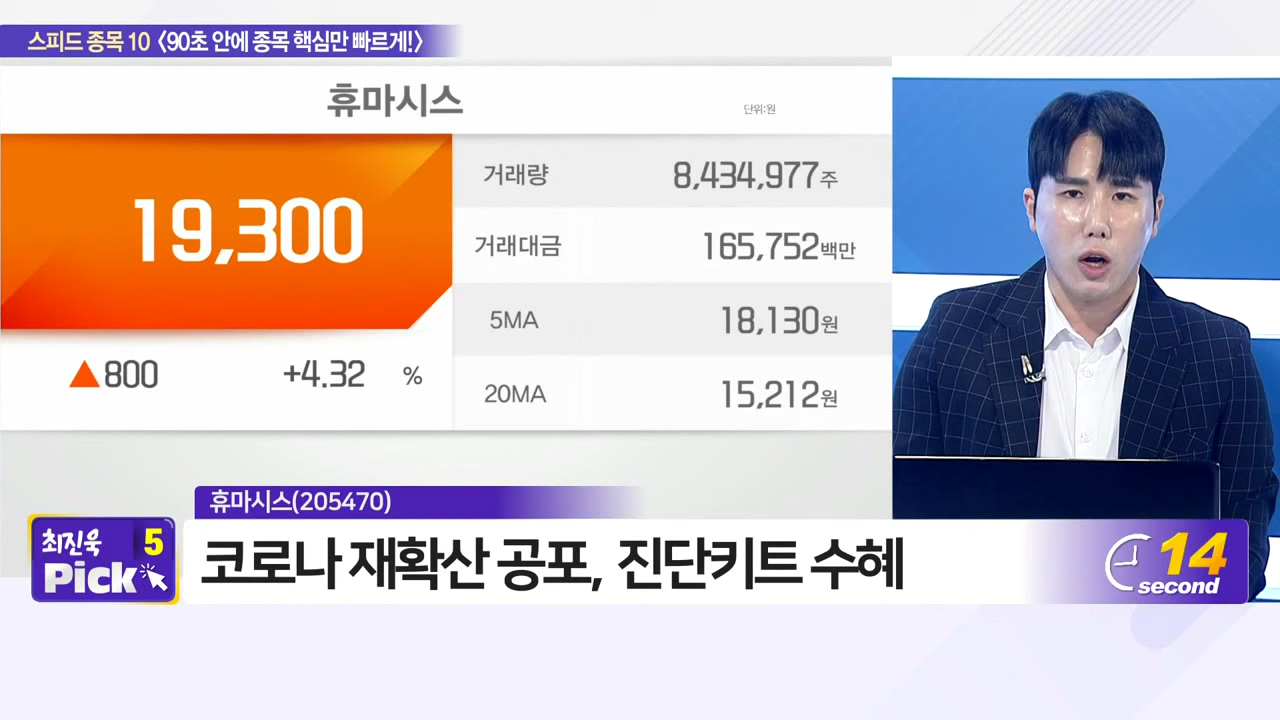 스피드 종목 10 〈90초 안에 종목 핵심만 빠르게!〉
휴마시스
단위:원
19,300
▲800 +4.32 %
거래량 8,434,977주
거래대금 165,752백만
5MA 18,130원
20MA 15,212원
휴마시스(205470)
최진욱 5
Pick
코로나 재확산 공포, 진단키트 수혜
14
second